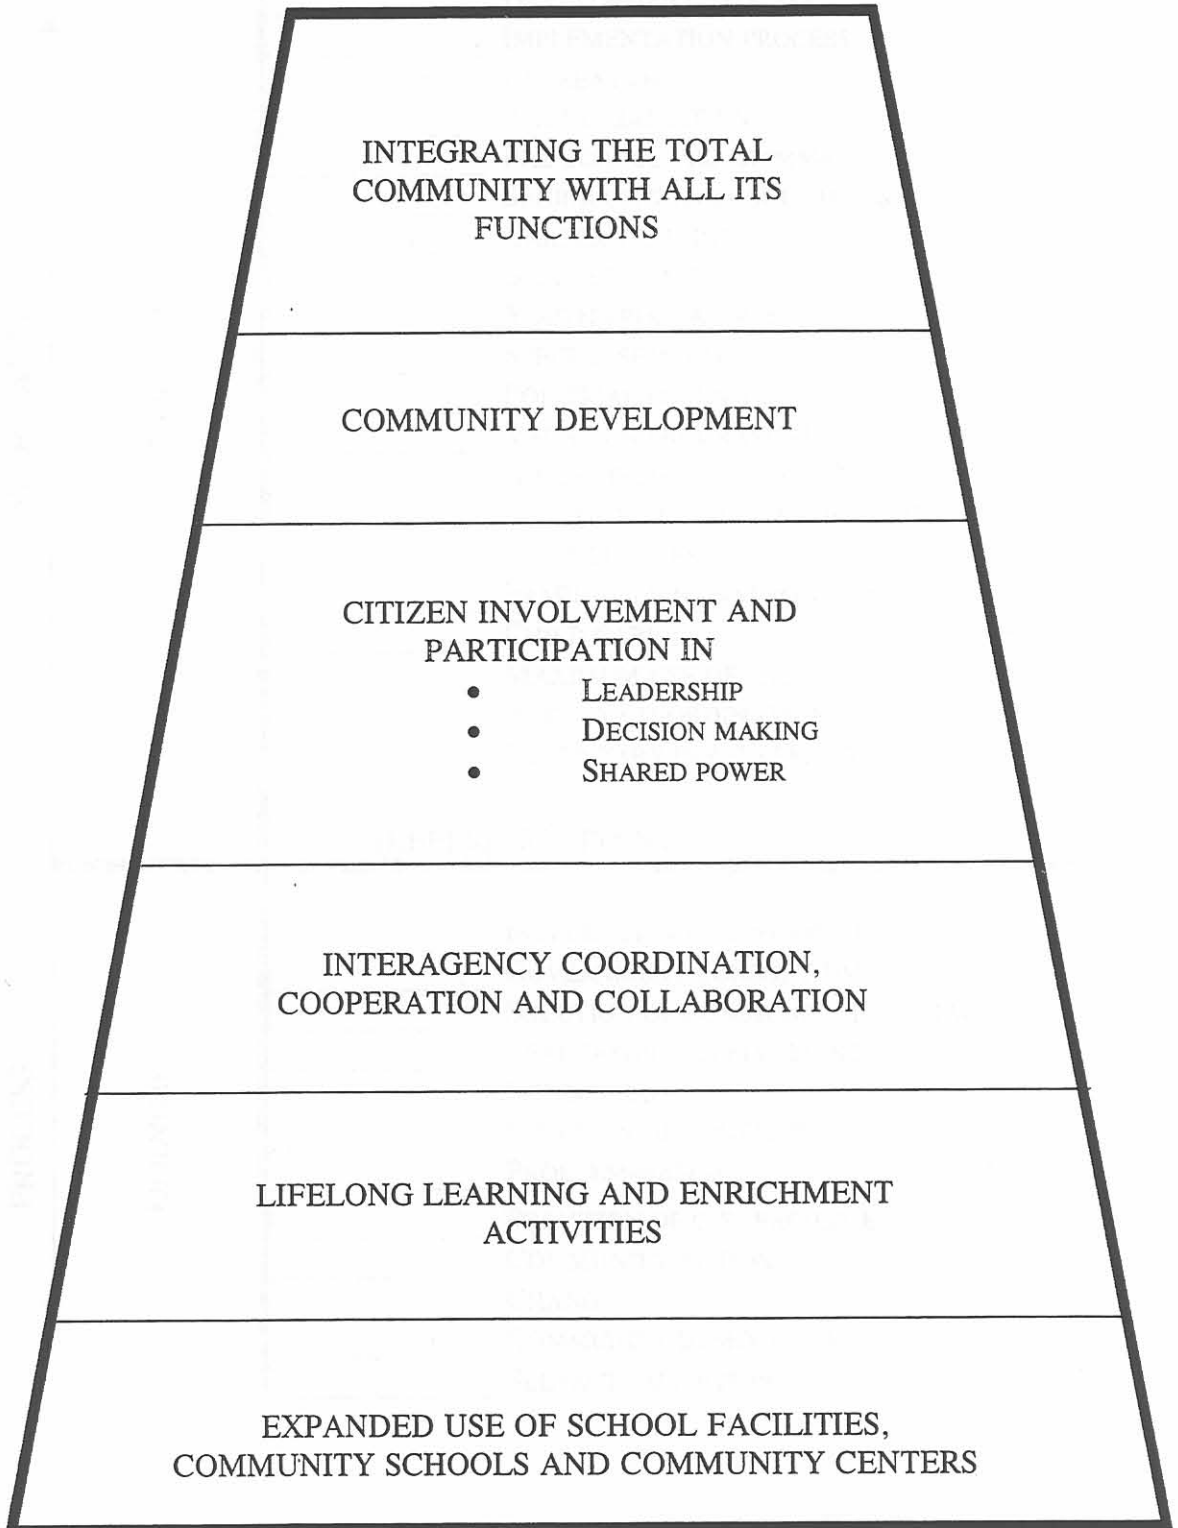 IMPLEMENTATION PROCESS
INTEGRATING THE TOTAL
COMMUNITY WITH ALL ITS
FUNCTIONS
COMMUNITY DEVELOPMENT
CITIZEN INVOLVEMENT AND
PARTICIPATION IN
• LEADERSHIP
• DECISION MAKING
• SHARED POWER
INTERAGENCY COORDINATION,
COOPERATION AND COLLABORATION
LIFELONG LEARNING AND ENRICHMENT
ACTIVITIES
EXPANDED USE OF SCHOOL FACILITIES,
COMMUNITY SCHOOLS AND COMMUNITY CENTERS